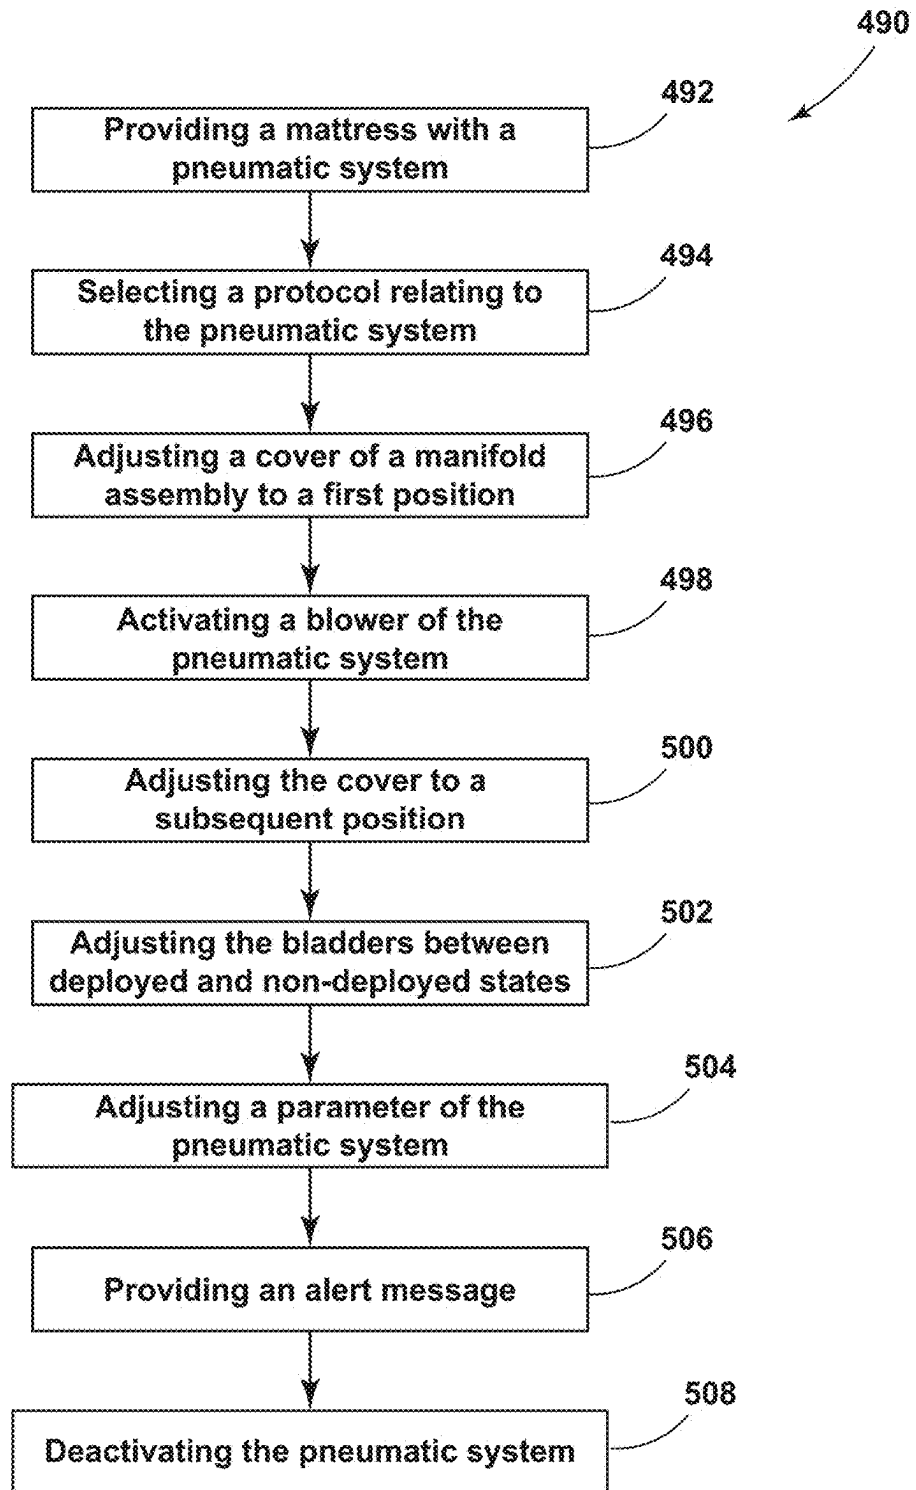 490
492
Providing a mattress with a
pneumatic system
494
Selecting a protocol relating to
the pneumatic system
496
Adjusting a cover of a manifold
assembly to a first position
498
Activating a blower of the
pneumatic system
500
Adjusting the cover to a
subsequent position
502
Adjusting the bladders between
deployed and non-deployed states
504
Adjusting a parameter of the
pneumatic system
506
Providing an alert message
508
Deactivating the pneumatic system